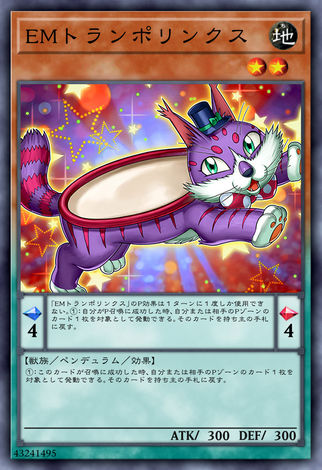 EMトランポリンクス
ち
地
「EMトランポリンクス」のP効果は1ターンに1度しか使用でき
ない。①:自分がP召喚に成功した時、自分または相手のPゾーンの
カード1枚を対象として発動できる。そのカードを持ち主の手札
に戻す。
4
4
【獣族/ペンデュラム/効果】
①:このカードが召喚に成功した時、自分または相手のPゾーンのカード1枚を
対象として発動できる。そのカードを持ち主の手札に戻す。
ATK/ 300 DEF/ 300
43241495